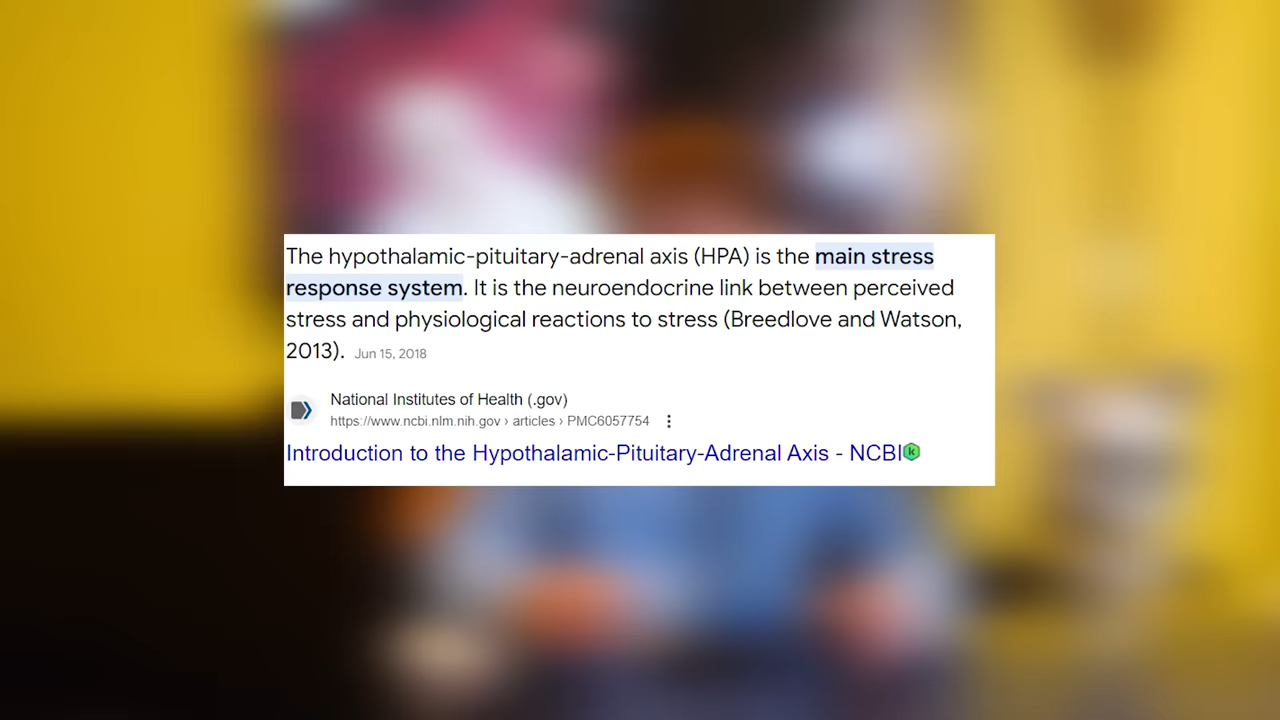 The hypothalamic-pituitary-adrenal axis (HPA) is the main stress
response system. It is the neuroendocrine link between perceived
stress and physiological reactions to stress (Breedlove and Watson,
2013). Jun 15, 2018
National Institutes of Health (.gov)
https://www.ncbi.nlm.nih.gov › articles › PMC6057754
Introduction to the Hypothalamic-Pituitary-Adrenal Axis - NCBI
k